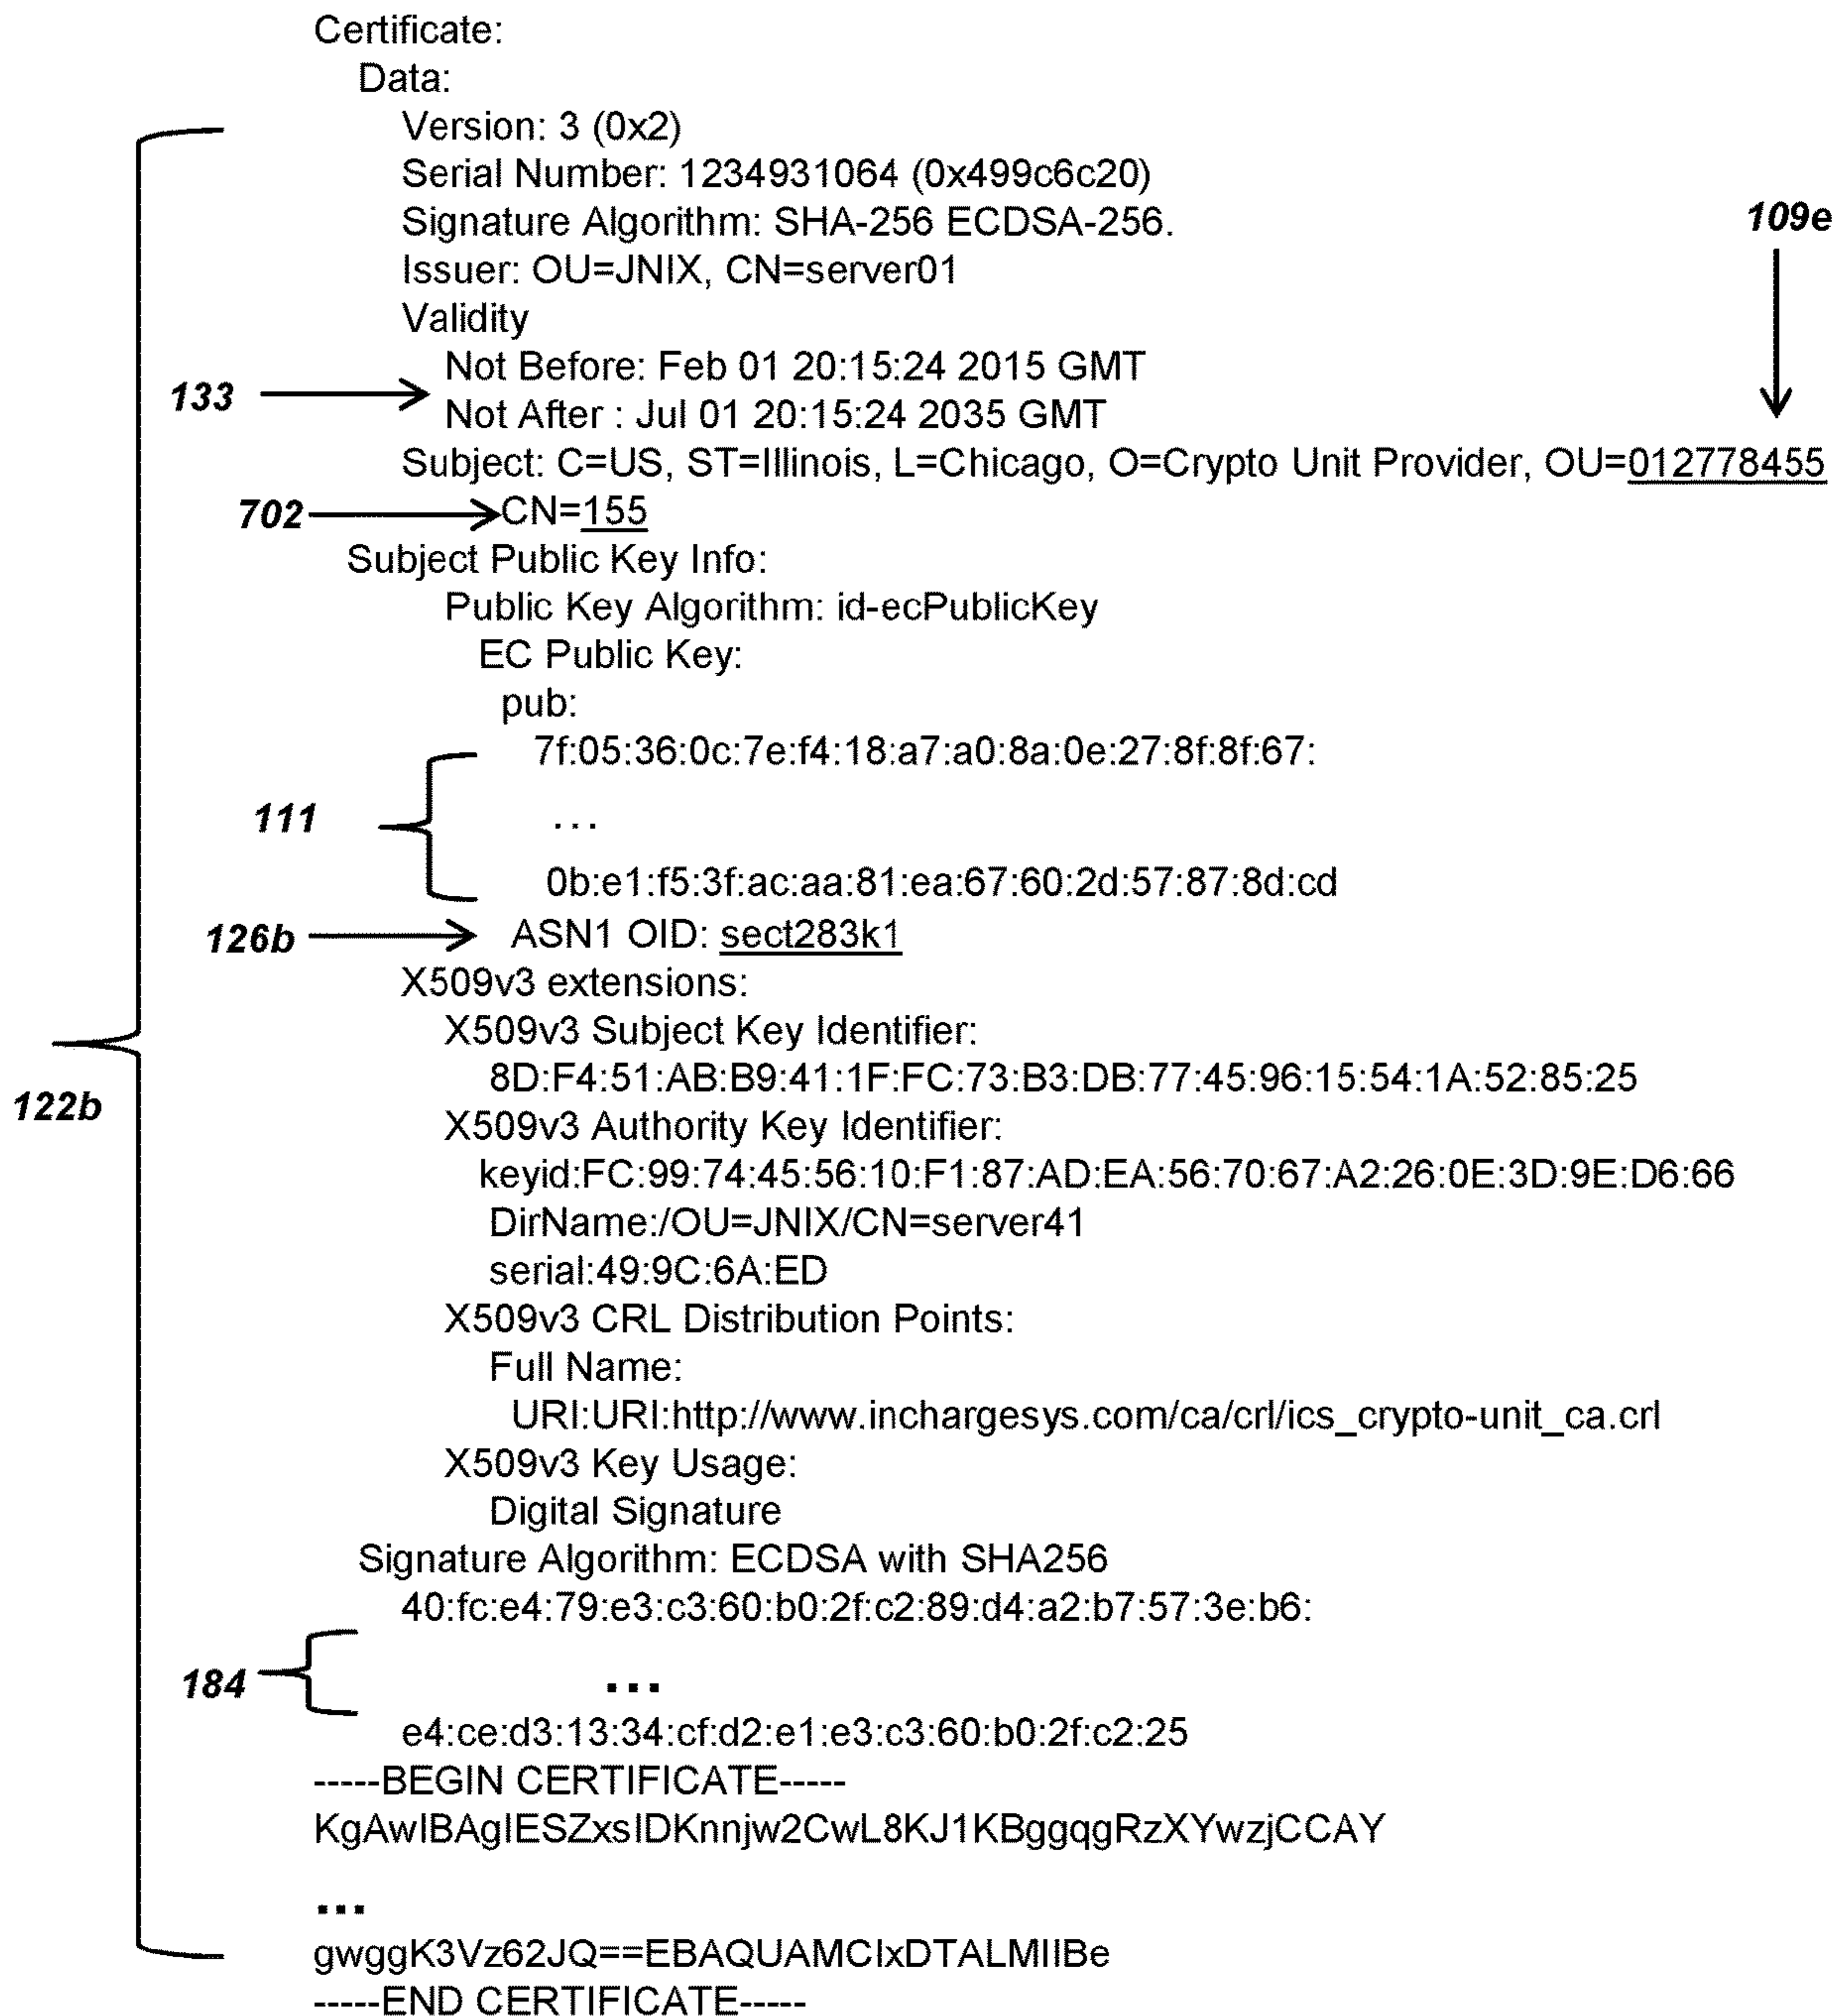 Certificate:
Data:
Version: 3 (0x2)
Serial Number: 1234931064 (0x499c6c20)
Signature Algorithm: SHA-256 ECDSA-256.
109e
Issuer: OU=JNIX, CN=server01
Validity
Not Before: Feb 01 20:15:24 2015 GMT
133
Not After : Jul 01 20:15:24 2035 GMT
Subject: C=US, ST=Illinois, L=Chicago, O=Crypto Unit Provider, OU=012778455
702 CN=155
Subject Public Key Info:
Public Key Algorithm: id-ecPublicKey
EC Public Key:
pub:
7f:05:36:0c:7e:f4:18:a7:a0:8a:0e:27:8f:8f:67:
111
...
0b:e1:f5:3f:ac:aa:81:ea:67:60:2d:57:87:8d:cd
126b ASN1 OID: sect283k1
X509v3 extensions:
X509v3 Subject Key Identifier:
8D:F4:51:AB:B9:41:1F:FC:73:B3:DB:77:45:96:15:54:1A:52:85:25
122b
X509v3 Authority Key Identifier:
keyid:FC:99:74:45:56:10:F1:87:AD:EA:56:70:67:A2:26:0E:3D:9E:D6:66
DirName:/OU=JNIX/CN=server41
serial:49:9C:6A:ED
X509v3 CRL Distribution Points:
Full Name:
URI:URI:http://www.inchargesys.com/ca/crl/ics_crypto-unit_ca.crl
X509v3 Key Usage:
Digital Signature
Signature Algorithm: ECDSA with SHA256
40:fc:e4:79:e3:c3:60:b0:2f:c2:89:d4:a2:b7:57:3e:b6:
184
...
e4:ce:d3:13:34:cf:d2:e1:e3:c3:60:b0:2f:c2:25
-----BEGIN CERTIFICATE-----
KgAwIBAgIESZxsIDKnnjw2CwL8KJ1KBggqgRzXYwzjCCAY
...
gwggK3Vz62JQ==EBAQUAMCIxDTALMIIBe
-----END CERTIFICATE-----